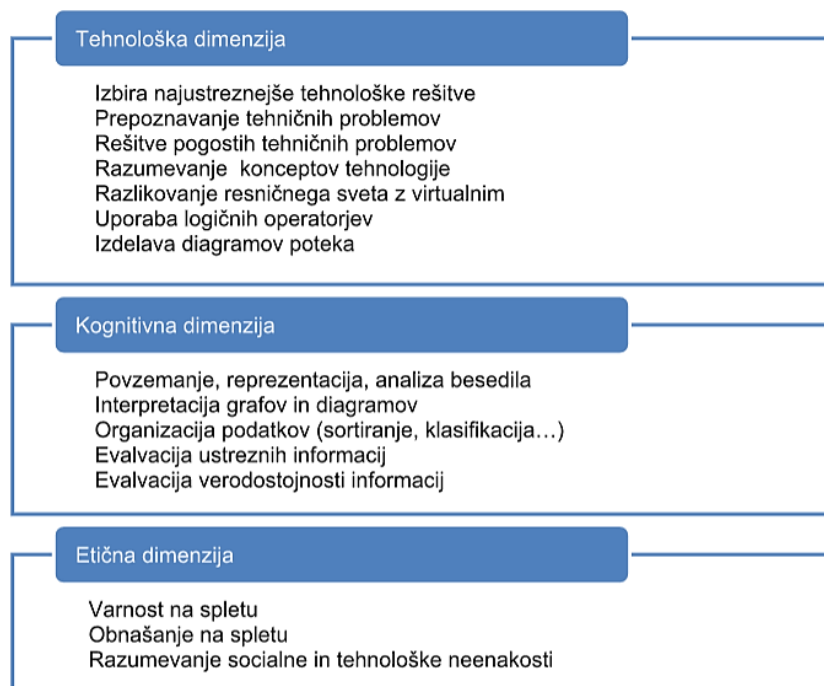 Tehnološka dimenzija
Izbira najustreznejše tehnološke rešitve
Prepoznavanje tehničnih problemov
Rešitve pogostih tehničnih problemov
Razumevanje konceptov tehnologije
Razlikovanje resničnega sveta z virtualnim
Uporaba logičnih operatorjev
Izdelava diagramov poteka
Kognitivna dimenzija
Povzemanje, reprezentacija, analiza besedila
Interpretacija grafov in diagramov
Organizacija podatkov (sortiranje, klasifikacija…)
Evalvacija ustreznih informacij
Evalvacija verodostojnosti informacij
Etična dimenzija
Varnost na spletu
Obnašanje na spletu
Razumevanje socialne in tehnološke neenakosti